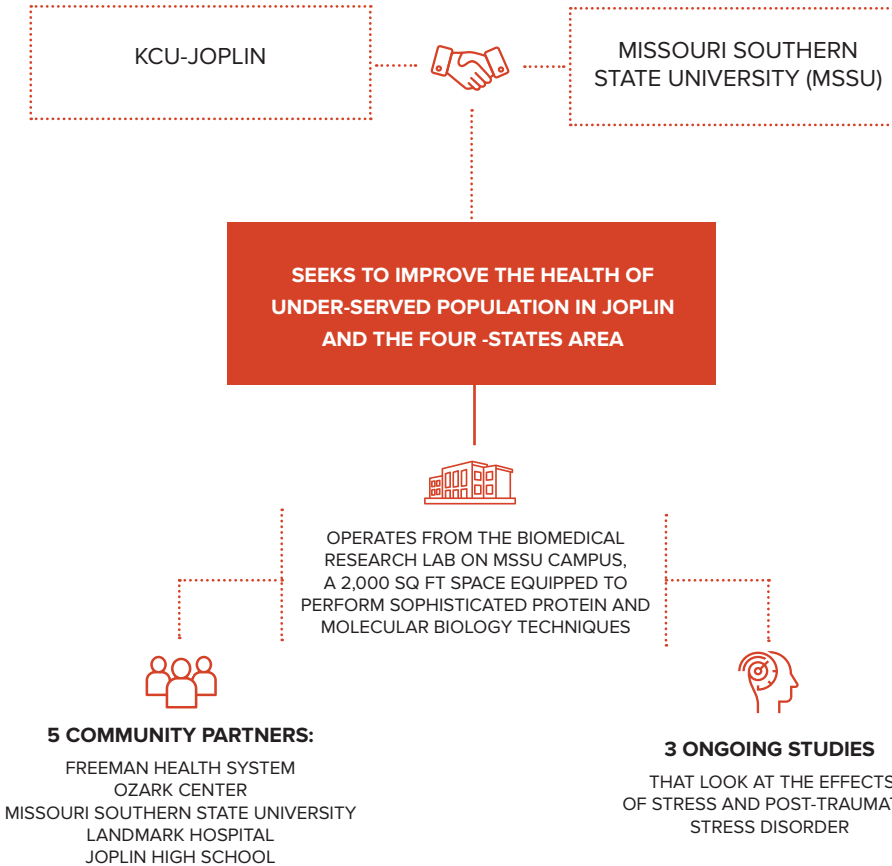 KCU-JOPLIN
MISSOURI SOUTHERN
STATE UNIVERSITY (MSSU)
SEEKS TO IMPROVE THE HEALTH OF
UNDER-SERVED POPULATION IN JOPLIN
AND THE FOUR -STATES AREA
OPERATES FROM THE BIOMEDICAL
RESEARCH LAB ON MSSU CAMPUS,
A 2,000 SQ FT SPACE EQUIPPED TO
PERFORM SOPHISTICATED PROTEIN AND
MOLECULAR BIOLOGY TECHNIQUES
5 COMMUNITY PARTNERS:
FREEMAN HEALTH SYSTEM
OZARK CENTER
MISSOURI SOUTHERN STATE UNIVERSITY
LANDMARK HOSPITAL
JOPLIN HIGH SCHOOL
3 ONGOING STUDIES
THAT LOOK AT THE EFFECTS
OF STRESS AND
STRESS DISORDER